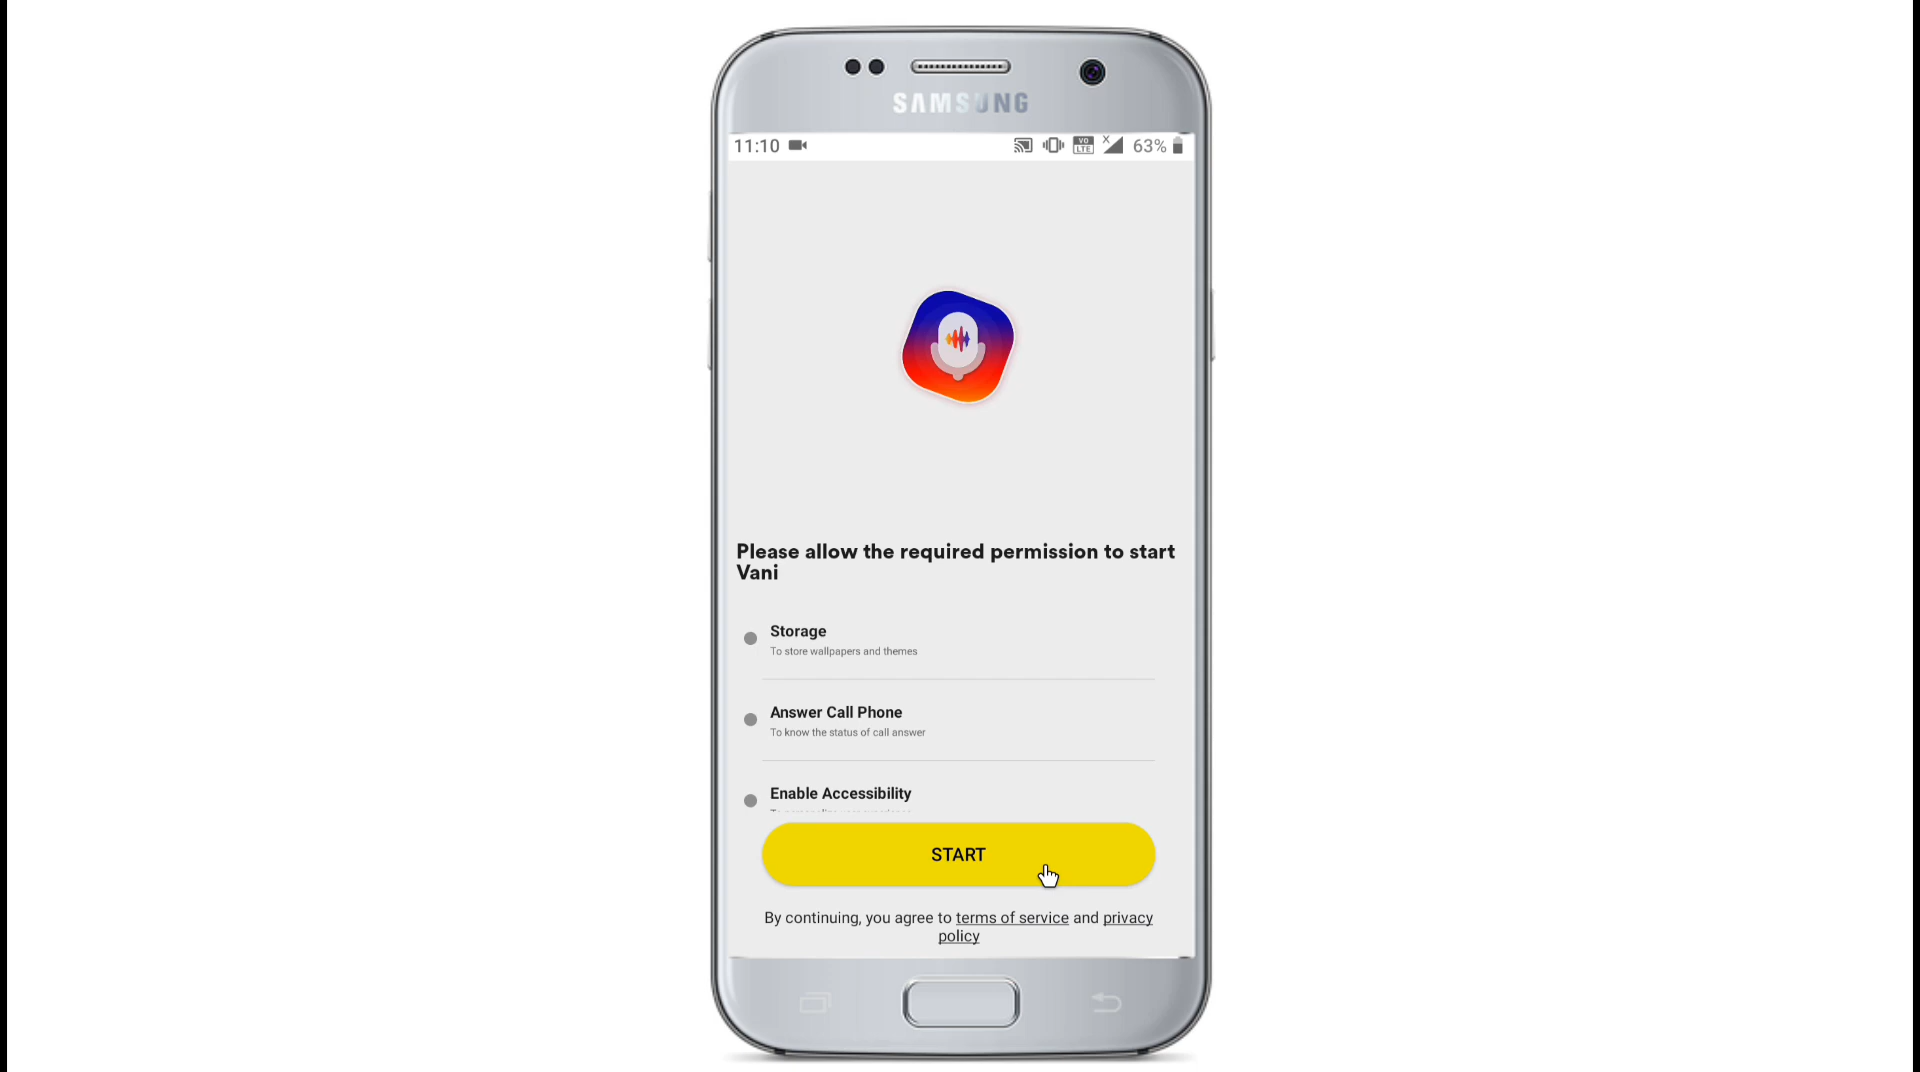 SAMSUNG
11:10
VO
LTE
63%
Please allow the required permission to start
Vani
Storage
To store wallpapers and themes
Answer Call Phone
To know the status of call answer
Enable Accessibility
START
By continuing, you agree to terms of service and privacy
policy